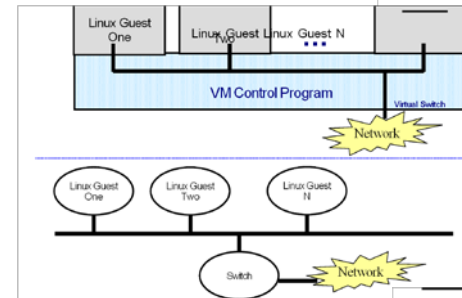 Linux Guest
One
Linux Guest
Two
Linux Guest N
VM Control Program
Virtual Switch
Network
Linux Guest
One
Linux Guest
Two
Linux Guest
N
Switch
Network